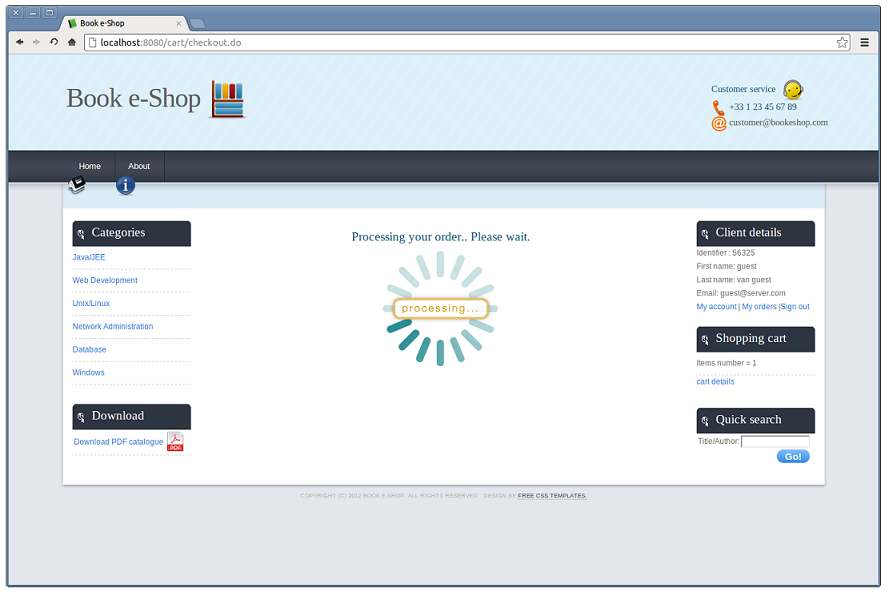 Book e-Shop
localhost:8080/cart/checkout.do
Book e-Shop
Customer service
+33 1 23 45 67 89
@ customer@bookeshop.com
Home
About
i
Categories
Java/JEE
Web Development
Unix/Linux
Network Administration
Database
Windows
Download
Download PDF catalogue
PDF
Processing your order.. Please wait.
processing...
Client details
Identifier : 56325
First name: guest
Last name: van guest
Email: guest@server.com
My account | My orders |Sign out
Shopping cart
Items number = 1
cart details
Quick search
Title/Author:
Go!
COPYRIGHT (C) 2012 BOOK E-SHOP. ALL RIGHTS RESERVED . DESIGN BY FREE CSS TEMPLATES.